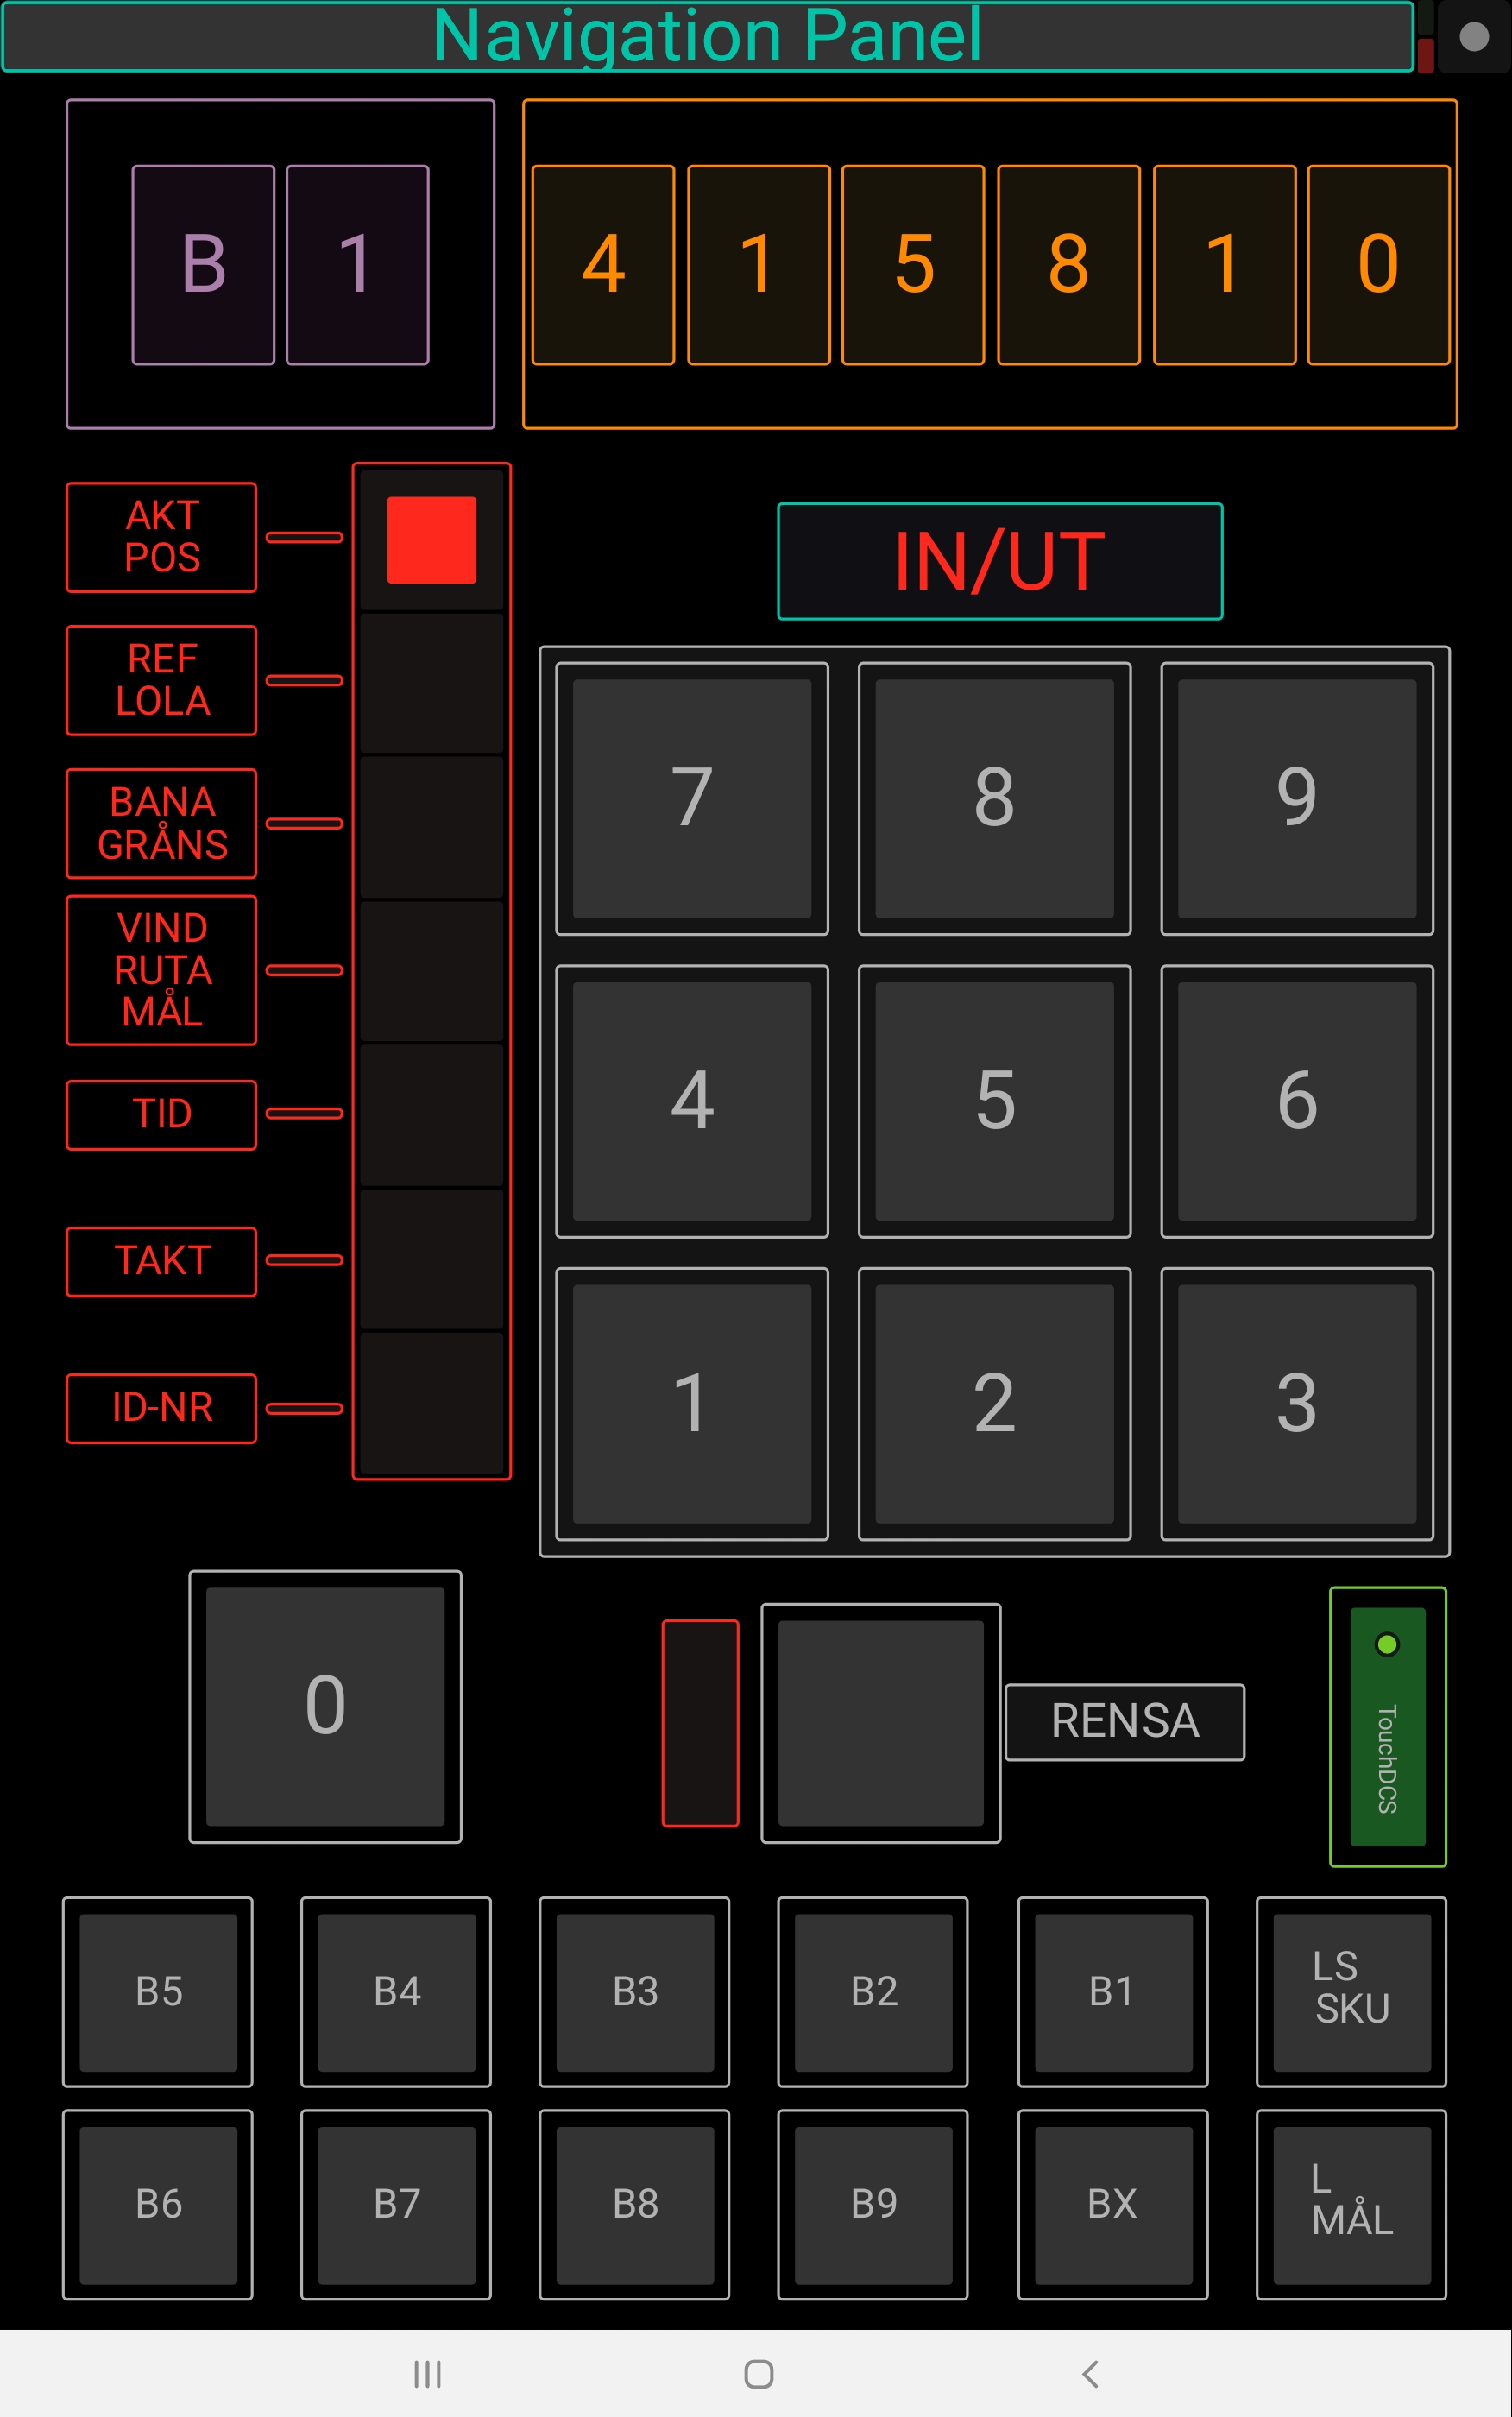 Navigation Panel
B 1
4 1 5 8 1 0
AKT
POS
IN/UT
REF
LOLA
BANA
GRÅNS
VIND
RUTA
MÅL
TID
TAKT
ID-NR
7 8 9
4 5 6
1 2 3
0
RENSA
TouchDCS
B5 B4 B3 B2 B1
LS
SKU
B6 B7 B8 B9 BX
L
MÅL